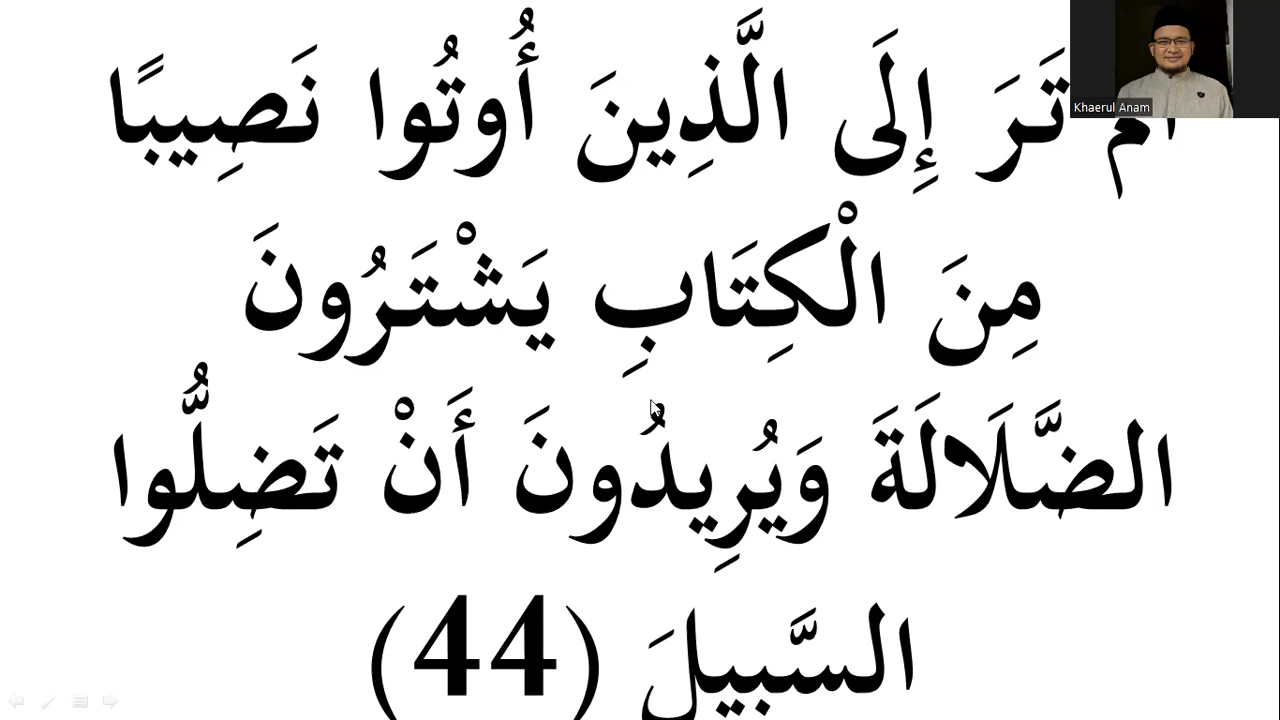 تَرَ إِلَى الَّذِينَ أُوتُوا نَصِيبًا
مِنَ الْكِتَابِ يَشْتَرُونَ
الضَّلَالَةَ وَيُرِيدُونَ أَنْ تَضِلُّوا
السَّبِيلَ (44)
Khaerul Anam